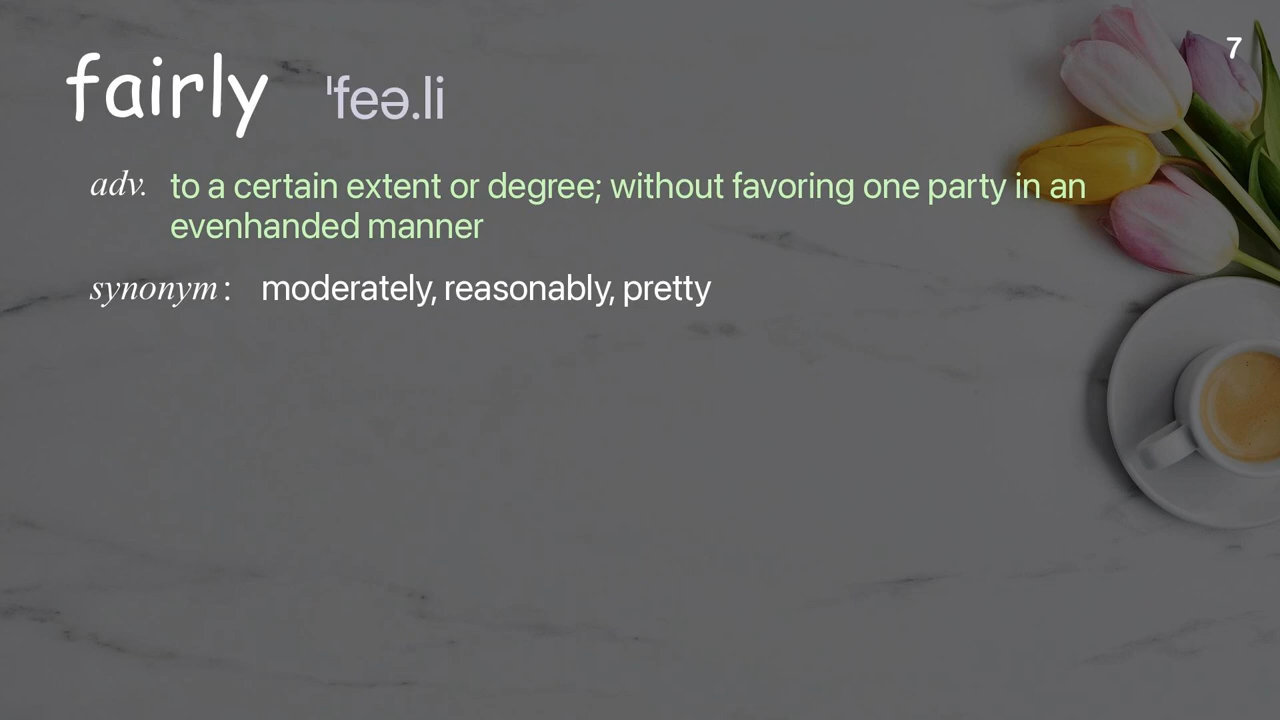 7
fairly ˈfeə.li
adv. to a certain extent or degree; without favoring one party in an
evenhanded manner
synonym : moderately, reasonably, pretty